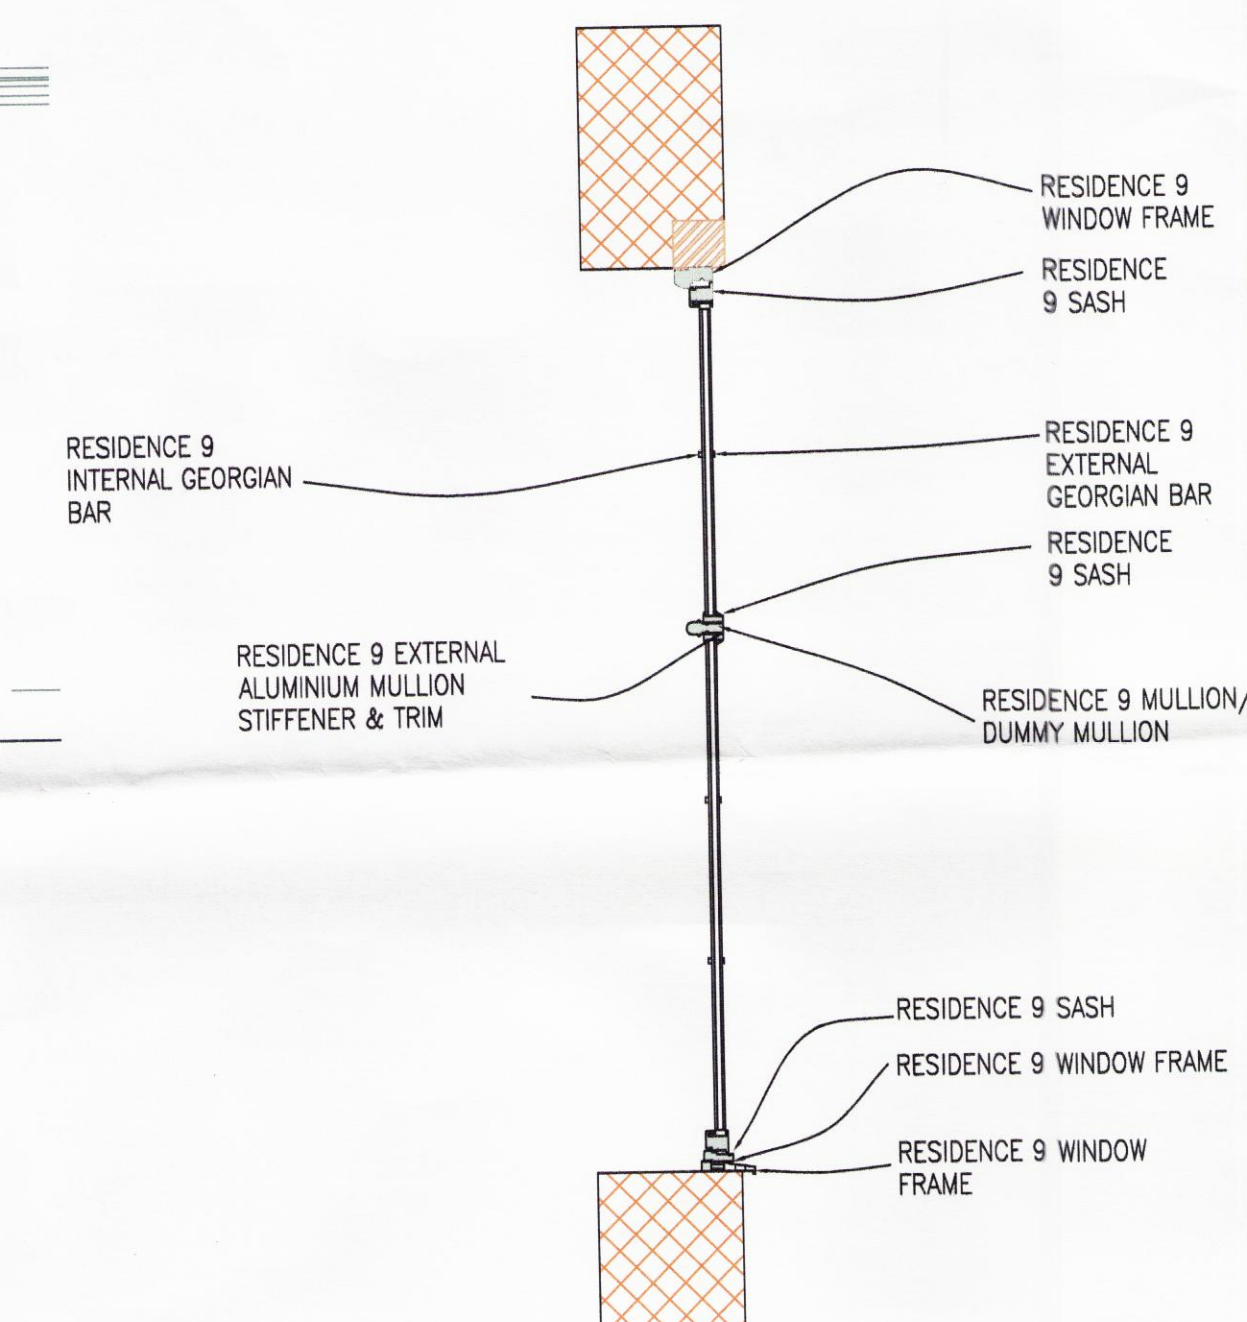 RESIDENCE 9
WINDOW FRAME
RESIDENCE
9 SASH
RESIDENCE 9
INTERNAL GEORGIAN
BAR
RESIDENCE 9
EXTERNAL
GEORGIAN BAR
RESIDENCE
9 SASH
RESIDENCE 9 EXTERNAL
ALUMINIUM MULLION
STIFFENER & TRIM
RESIDENCE 9 MULLION/
DUMMY MULLION
RESIDENCE 9 SASH
RESIDENCE 9 WINDOW FRAME
RESIDENCE 9 WINDOW
FRAME